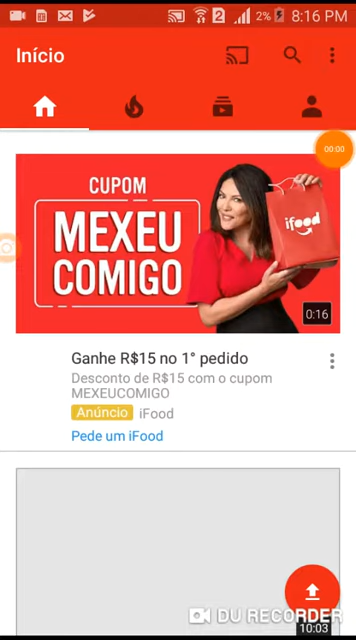 2
2%
8:16 PM
Início
00:00
CUPOM
MEXEU
COMIGO
ifood
0:16
Ganhe R$15 no 1° pedido
Desconto de R$15 com o cupom
MEXEUCOMIGO
Anúncio iFood
Pede um iFood
DU RECORDER
10:03